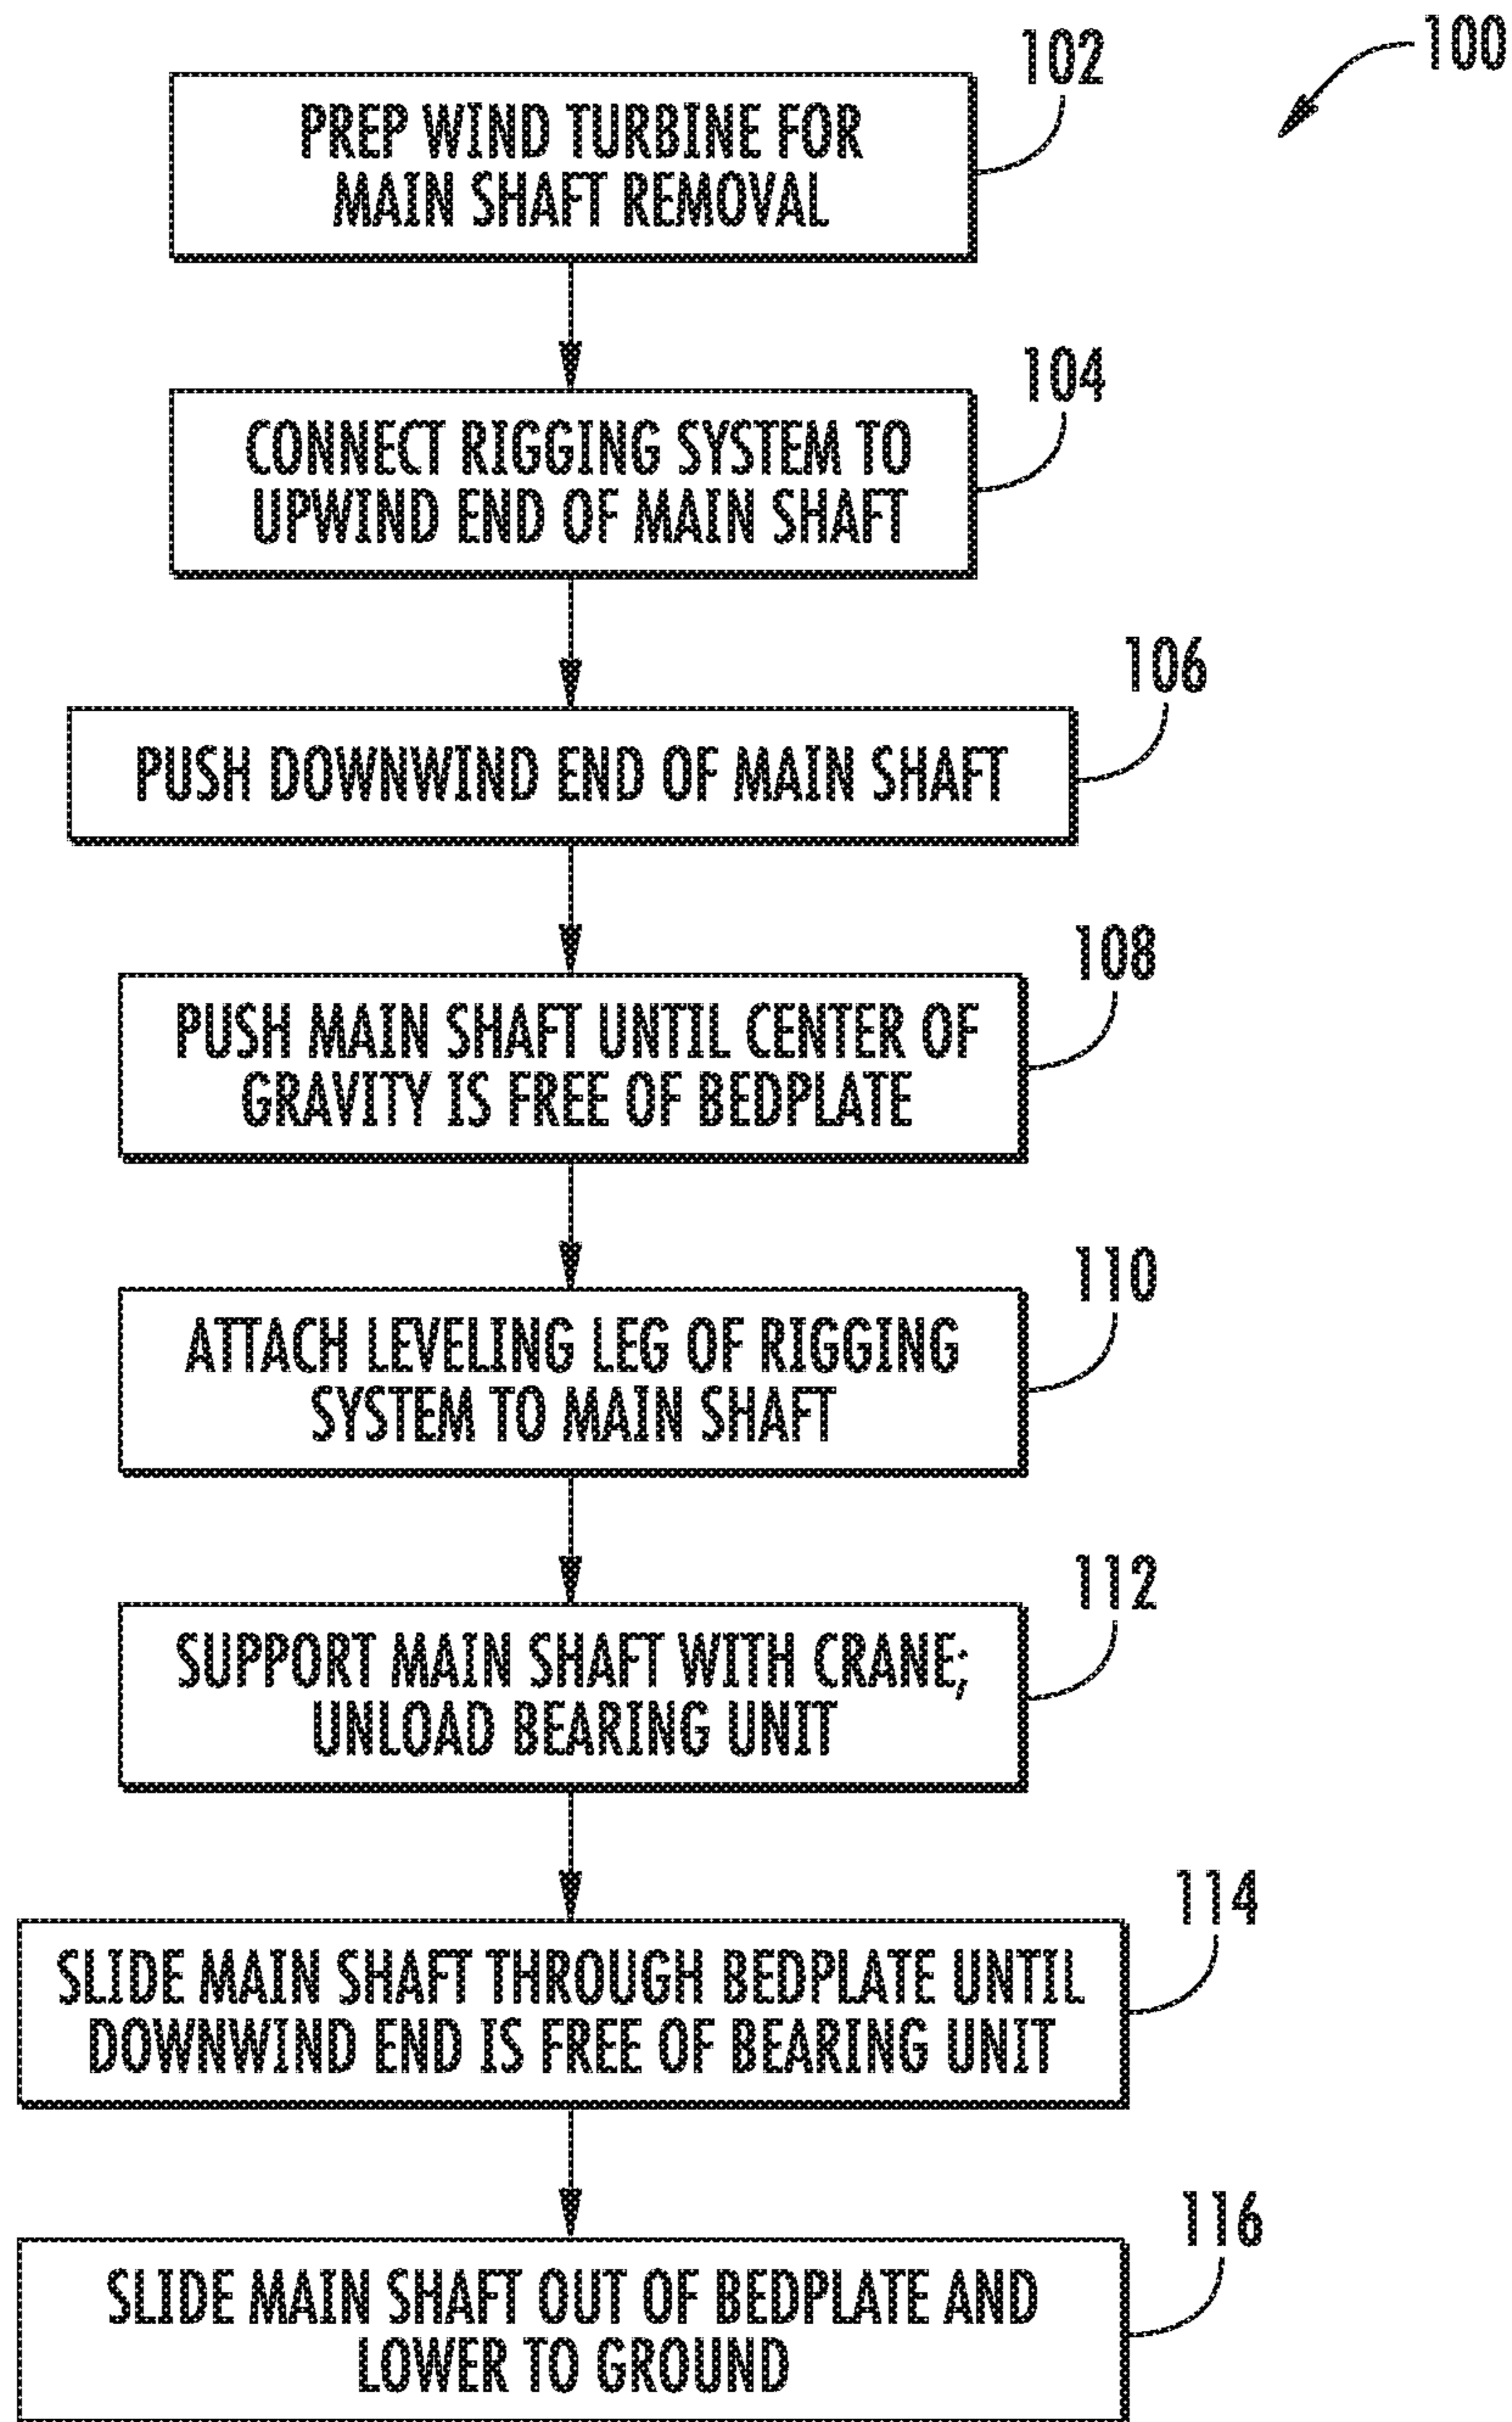 100
102
PREP WIND TURBINE FOR
MAIN SHAFT REMOVAL
104
CONNECT RIGGING SYSTEM TO
UPWIND END OF MAIN SHAFT
106
PUSH DOWNWIND END OF MAIN SHAFT
108
PUSH MAIN SHAFT UNTIL CENTER OF
GRAVITY IS FREE OF BEDPLATE
110
ATTACH LEVELING LEG OF RIGGING
SYSTEM TO MAIN SHAFT
112
SUPPORT MAIN SHAFT WITH CRANE;
UNLOAD BEARING UNIT
114
SLIDE MAIN SHAFT THROUGH BEDPLATE UNTIL
DOWNWIND END IS FREE OF BEARING UNIT
116
SLIDE MAIN SHAFT OUT OF BEDPLATE AND
LOWER TO GROUND